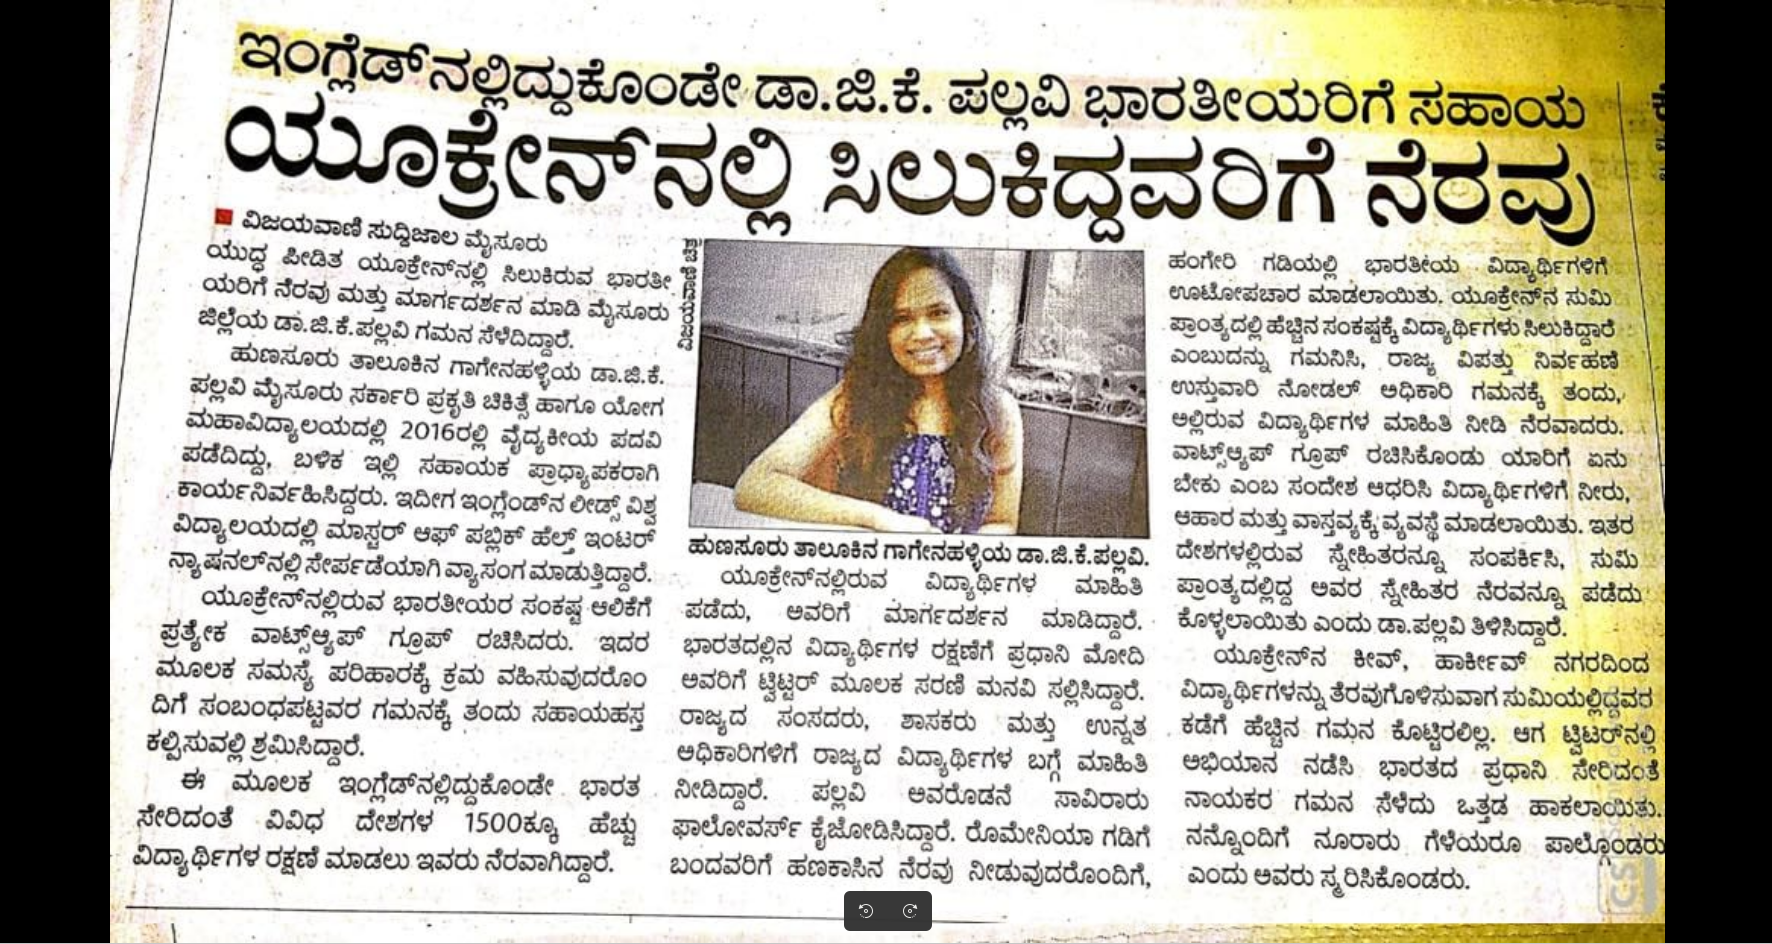 ಇಂಗ್ಲೆಡ್‌ನಲ್ಲಿದ್ದುಕೊಂಡೇ ಡಾ.ಜಿ.ಕೆ. ಪಲ್ಲವಿ ಭಾರತೀಯರಿಗೆ ಸಹಾಯ
ಯೂಕ್ರೇನ್‌ನಲ್ಲಿ ಸಿಲುಕಿದ್ದವರಿಗೆ ನೆರವು
ವಿಜಯವಾಣಿ ಸುದ್ದಿಜಾಲ ಮೈಸೂರು
ಯುದ್ಧ ಪೀಡಿತ ಯೂಕ್ರೇನ್‌ನಲ್ಲಿ ಸಿಲುಕಿರುವ ಭಾರತೀ
ಯರಿಗೆ ನೆರವು ಮತ್ತು ಮಾರ್ಗದರ್ಶನ ಮಾಡಿ ಮೈಸೂರು
ಜಿಲ್ಲೆಯ ಡಾ.ಜಿ.ಕೆ.ಪಲ್ಲವಿ ಗಮನ ಸೆಳೆದಿದ್ದಾರೆ.
ಹುಣಸೂರು ತಾಲೂಕಿನ ಗಾಗೇನಹಳ್ಳಿಯ ಡಾ.ಜಿ.ಕೆ.
ಪಲ್ಲವಿ ಮೈಸೂರು ಸರ್ಕಾರಿ ಪ್ರಕೃತಿ ಚಿಕಿತ್ಸೆ ಹಾಗೂ ಯೋಗ
ಮಹಾವಿದ್ಯಾಲಯದಲ್ಲಿ 2016ರಲ್ಲಿ ವೈದ್ಯಕೀಯ ಪದವಿ
ಪಡೆದಿದ್ದು, ಬಳಿಕ ಇಲ್ಲಿ ಸಹಾಯಕ ಪ್ರಾಧ್ಯಾಪಕರಾಗಿ
ಕಾರ್ಯನಿರ್ವಹಿಸಿದ್ದರು. ಇದೀಗ ಇಂಗ್ಲೆಂಡ್‌ನ ಲೀಡ್ಸ್ ವಿಶ್ವ
ವಿದ್ಯಾಲಯದಲ್ಲಿ ಮಾಸ್ಟರ್ ಆಫ್ ಪಬ್ಲಿಕ್ ಹೆಲ್ತ್ ಇಂಟರ್
ನ್ಯಾಷನಲ್‌ನಲ್ಲಿ ಸೇರ್ಪಡೆಯಾಗಿ ವ್ಯಾಸಂಗ ಮಾಡುತ್ತಿದ್ದಾರೆ.
ಯೂಕ್ರೇನ್‌ನಲ್ಲಿರುವ ಭಾರತೀಯರ ಸಂಕಷ್ಟ ಆಲಿಕೆಗೆ
ಪ್ರತ್ಯೇಕ ವಾಟ್ಸ್‌ಆ್ಯಪ್ ಗ್ರೂಪ್ ರಚಿಸಿದರು. ಇದರ
ಮೂಲಕ ಸಮಸ್ಯೆ ಪರಿಹಾರಕ್ಕೆ ಕ್ರಮ ವಹಿಸುವುದರೊಂ
ದಿಗೆ ಸಂಬಂಧಪಟ್ಟವರ ಗಮನಕ್ಕೆ ತಂದು ಸಹಾಯಹಸ್ತ
ಕಲ್ಪಿಸುವಲ್ಲಿ ಶ್ರಮಿಸಿದ್ದಾರೆ.
ಈ ಮೂಲಕ ಇಂಗ್ಲೆಡ್‌ನಲ್ಲಿದ್ದುಕೊಂಡೇ ಭಾರತ
ಸೇರಿದಂತೆ ವಿವಿಧ ದೇಶಗಳ 1500ಕ್ಕೂ ಹೆಚ್ಚು
ವಿದ್ಯಾರ್ಥಿಗಳ ರಕ್ಷಣೆ ಮಾಡಲು ಇವರು ನೆರವಾಗಿದ್ದಾರೆ.
ವಿಜಯವಾಣಿ ಚಿತ್ರ
ಹುಣಸೂರು ತಾಲೂಕಿನ ಗಾಗೇನಹಳ್ಳಿಯ ಡಾ.ಜಿ.ಕೆ.ಪಲ್ಲವಿ.
ಯೂಕ್ರೇನ್‌ನಲ್ಲಿರುವ ವಿದ್ಯಾರ್ಥಿಗಳ ಮಾಹಿತಿ
ಪಡೆದು, ಅವರಿಗೆ ಮಾರ್ಗದರ್ಶನ ಮಾಡಿದ್ದಾರೆ.
ಭಾರತದಲ್ಲಿನ ವಿದ್ಯಾರ್ಥಿಗಳ ರಕ್ಷಣೆಗೆ ಪ್ರಧಾನಿ ಮೋದಿ
ಅವರಿಗೆ ಟ್ವಿಟ್ಟರ್ ಮೂಲಕ ಸರಣಿ ಮನವಿ ಸಲ್ಲಿಸಿದ್ದಾರೆ.
ರಾಜ್ಯದ ಸಂಸದರು, ಶಾಸಕರು ಮತ್ತು ಉನ್ನತ
ಅಧಿಕಾರಿಗಳಿಗೆ ರಾಜ್ಯದ ವಿದ್ಯಾರ್ಥಿಗಳ ಬಗ್ಗೆ ಮಾಹಿತಿ
ನೀಡಿದ್ದಾರೆ. ಪಲ್ಲವಿ ಅವರೊಡನೆ ಸಾವಿರಾರು
ಫಾಲೋವರ್ಸ್ ಕೈಜೋಡಿಸಿದ್ದಾರೆ. ರೊಮೇನಿಯಾ ಗಡಿಗೆ
ಬಂದವರಿಗೆ ಹಣಕಾಸಿನ ನೆರವು ನೀಡುವುದರೊಂದಿಗೆ,
ಹಂಗೇರಿ ಗಡಿಯಲ್ಲಿ ಭಾರತೀಯ ವಿದ್ಯಾರ್ಥಿಗಳಿಗೆ
ಊಟೋಪಚಾರ ಮಾಡಲಾಯಿತು. ಯೂಕ್ರೇನ್‌ನ ಸುಮಿ
ಪ್ರಾಂತ್ಯದಲ್ಲಿ ಹೆಚ್ಚಿನ ಸಂಕಷ್ಟಕ್ಕೆ ವಿದ್ಯಾರ್ಥಿಗಳು ಸಿಲುಕಿದ್ದಾರೆ
ಎಂಬುದನ್ನು ಗಮನಿಸಿ, ರಾಜ್ಯ ವಿಪತ್ತು ನಿರ್ವಹಣೆ
ಉಸ್ತುವಾರಿ ನೋಡಲ್ ಅಧಿಕಾರಿ ಗಮನಕ್ಕೆ ತಂದು,
ಅಲ್ಲಿರುವ ವಿದ್ಯಾರ್ಥಿಗಳ ಮಾಹಿತಿ ನೀಡಿ ನೆರವಾದರು.
ವಾಟ್ಸ್‌ಆ್ಯಪ್ ಗ್ರೂಪ್ ರಚಿಸಿಕೊಂಡು ಯಾರಿಗೆ ಏನು
ಬೇಕು ಎಂಬ ಸಂದೇಶ ಆಧರಿಸಿ ವಿದ್ಯಾರ್ಥಿಗಳಿಗೆ ನೀರು,
ಆಹಾರ ಮತ್ತು ವಾಸ್ತವ್ಯಕ್ಕೆ ವ್ಯವಸ್ಥೆ ಮಾಡಲಾಯಿತು. ಇತರ
ದೇಶಗಳಲ್ಲಿರುವ ಸ್ನೇಹಿತರನ್ನೂ ಸಂಪರ್ಕಿಸಿ, ಸುಮಿ
ಪ್ರಾಂತ್ಯದಲ್ಲಿದ್ದ ಅವರ ಸ್ನೇಹಿತರ ನೆರವನ್ನೂ ಪಡೆದು
ಕೊಳ್ಳಲಾಯಿತು ಎಂದು ಡಾ.ಪಲ್ಲವಿ ತಿಳಿಸಿದ್ದಾರೆ.
ಯೂಕ್ರೇನ್‌ನ ಕೀವ್, ಹಾರ್ಕೀವ್ ನಗರದಿಂದ
ವಿದ್ಯಾರ್ಥಿಗಳನ್ನು ತೆರವುಗೊಳಿಸುವಾಗ ಸುಮಿಯಲ್ಲಿದ್ದವರ
ಕಡೆಗೆ ಹೆಚ್ಚಿನ ಗಮನ ಕೊಟ್ಟಿರಲಿಲ್ಲ. ಆಗ ಟ್ವಿಟರ್‌ನಲ್ಲಿ
ಅಭಿಯಾನ ನಡೆಸಿ ಭಾರತದ ಪ್ರಧಾನಿ ಸೇರಿದಂತೆ
ನಾಯಕರ ಗಮನ ಸೆಳೆದು ಒತ್ತಡ ಹಾಕಲಾಯಿತು.
ನನ್ನೊಂದಿಗೆ ನೂರಾರು ಗೆಳೆಯರೂ ಪಾಲ್ಗೊಂಡರು
ಎಂದು ಅವರು ಸ್ಮರಿಸಿಕೊಂಡರು.
CS